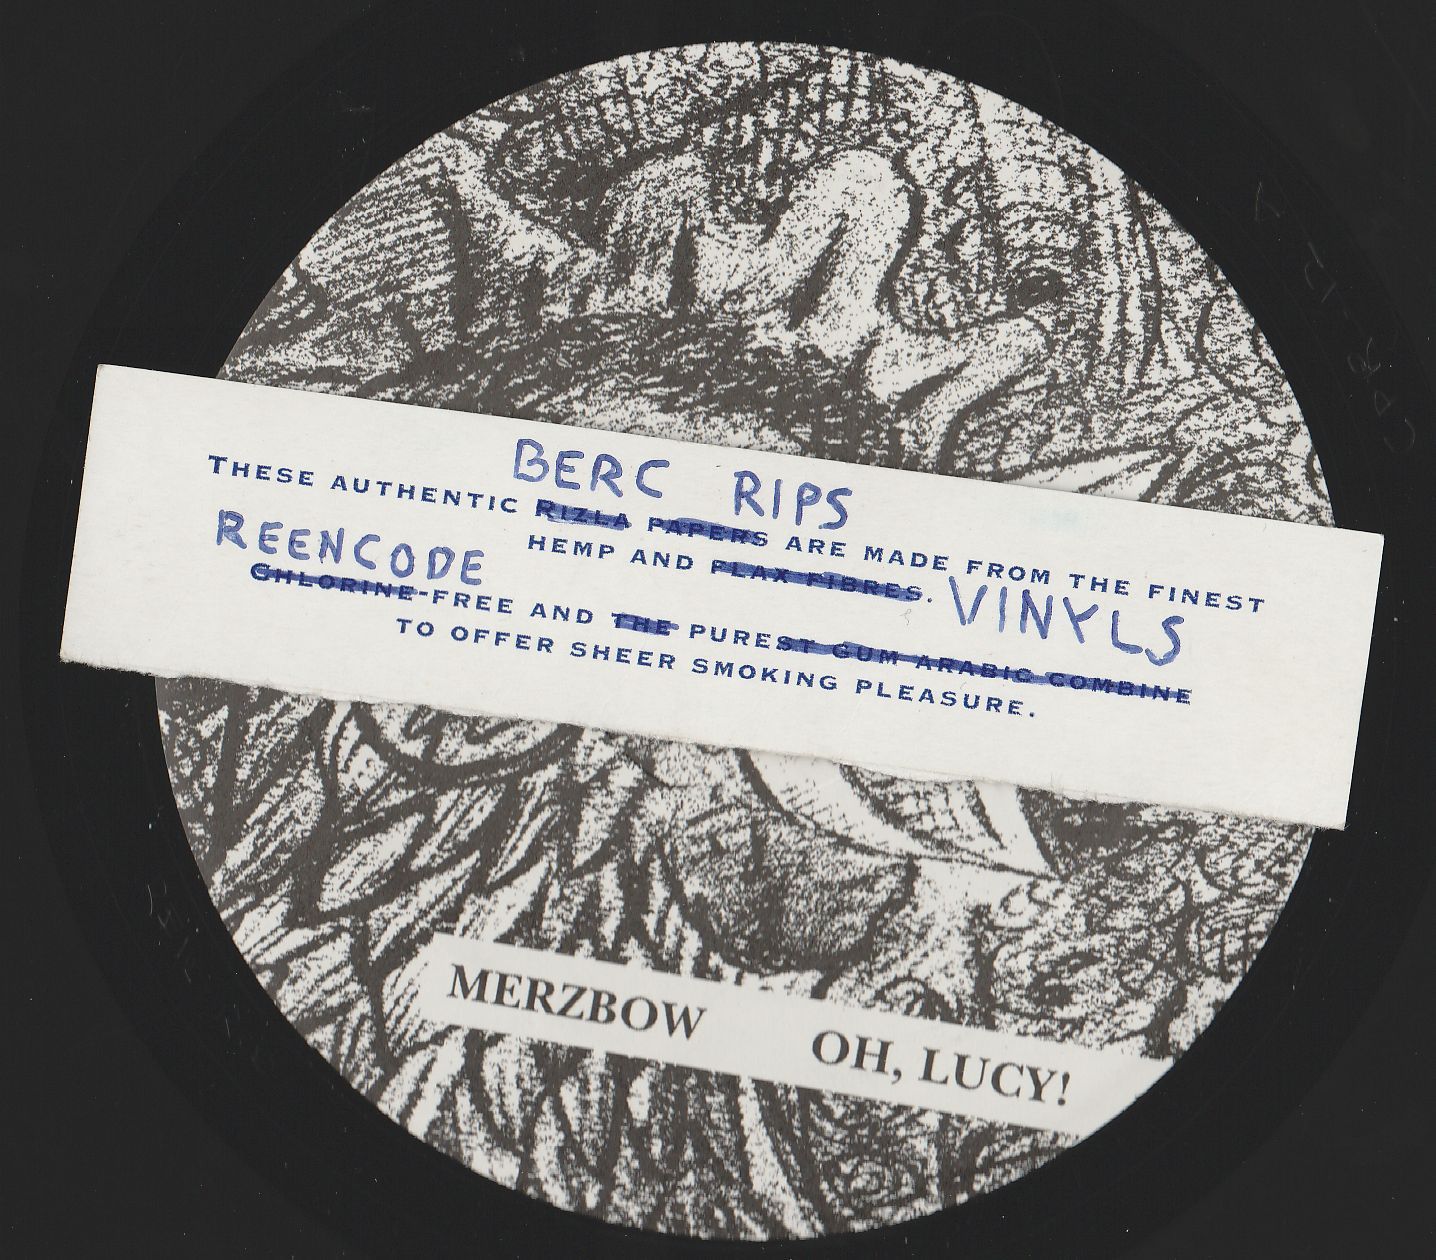 BERC RIPS
THESE AUTHENTIC RIZLA PAPERS ARE MADE FROM THE FINEST
REENCODE HEMP AND FLAX FIBRES. VINYLS
CHLORINE-FREE AND THE PUREST GUM ARABIC COMBINE
TO OFFER SHEER SMOKING PLEASURE.
MERZBOW OH, LUCY!